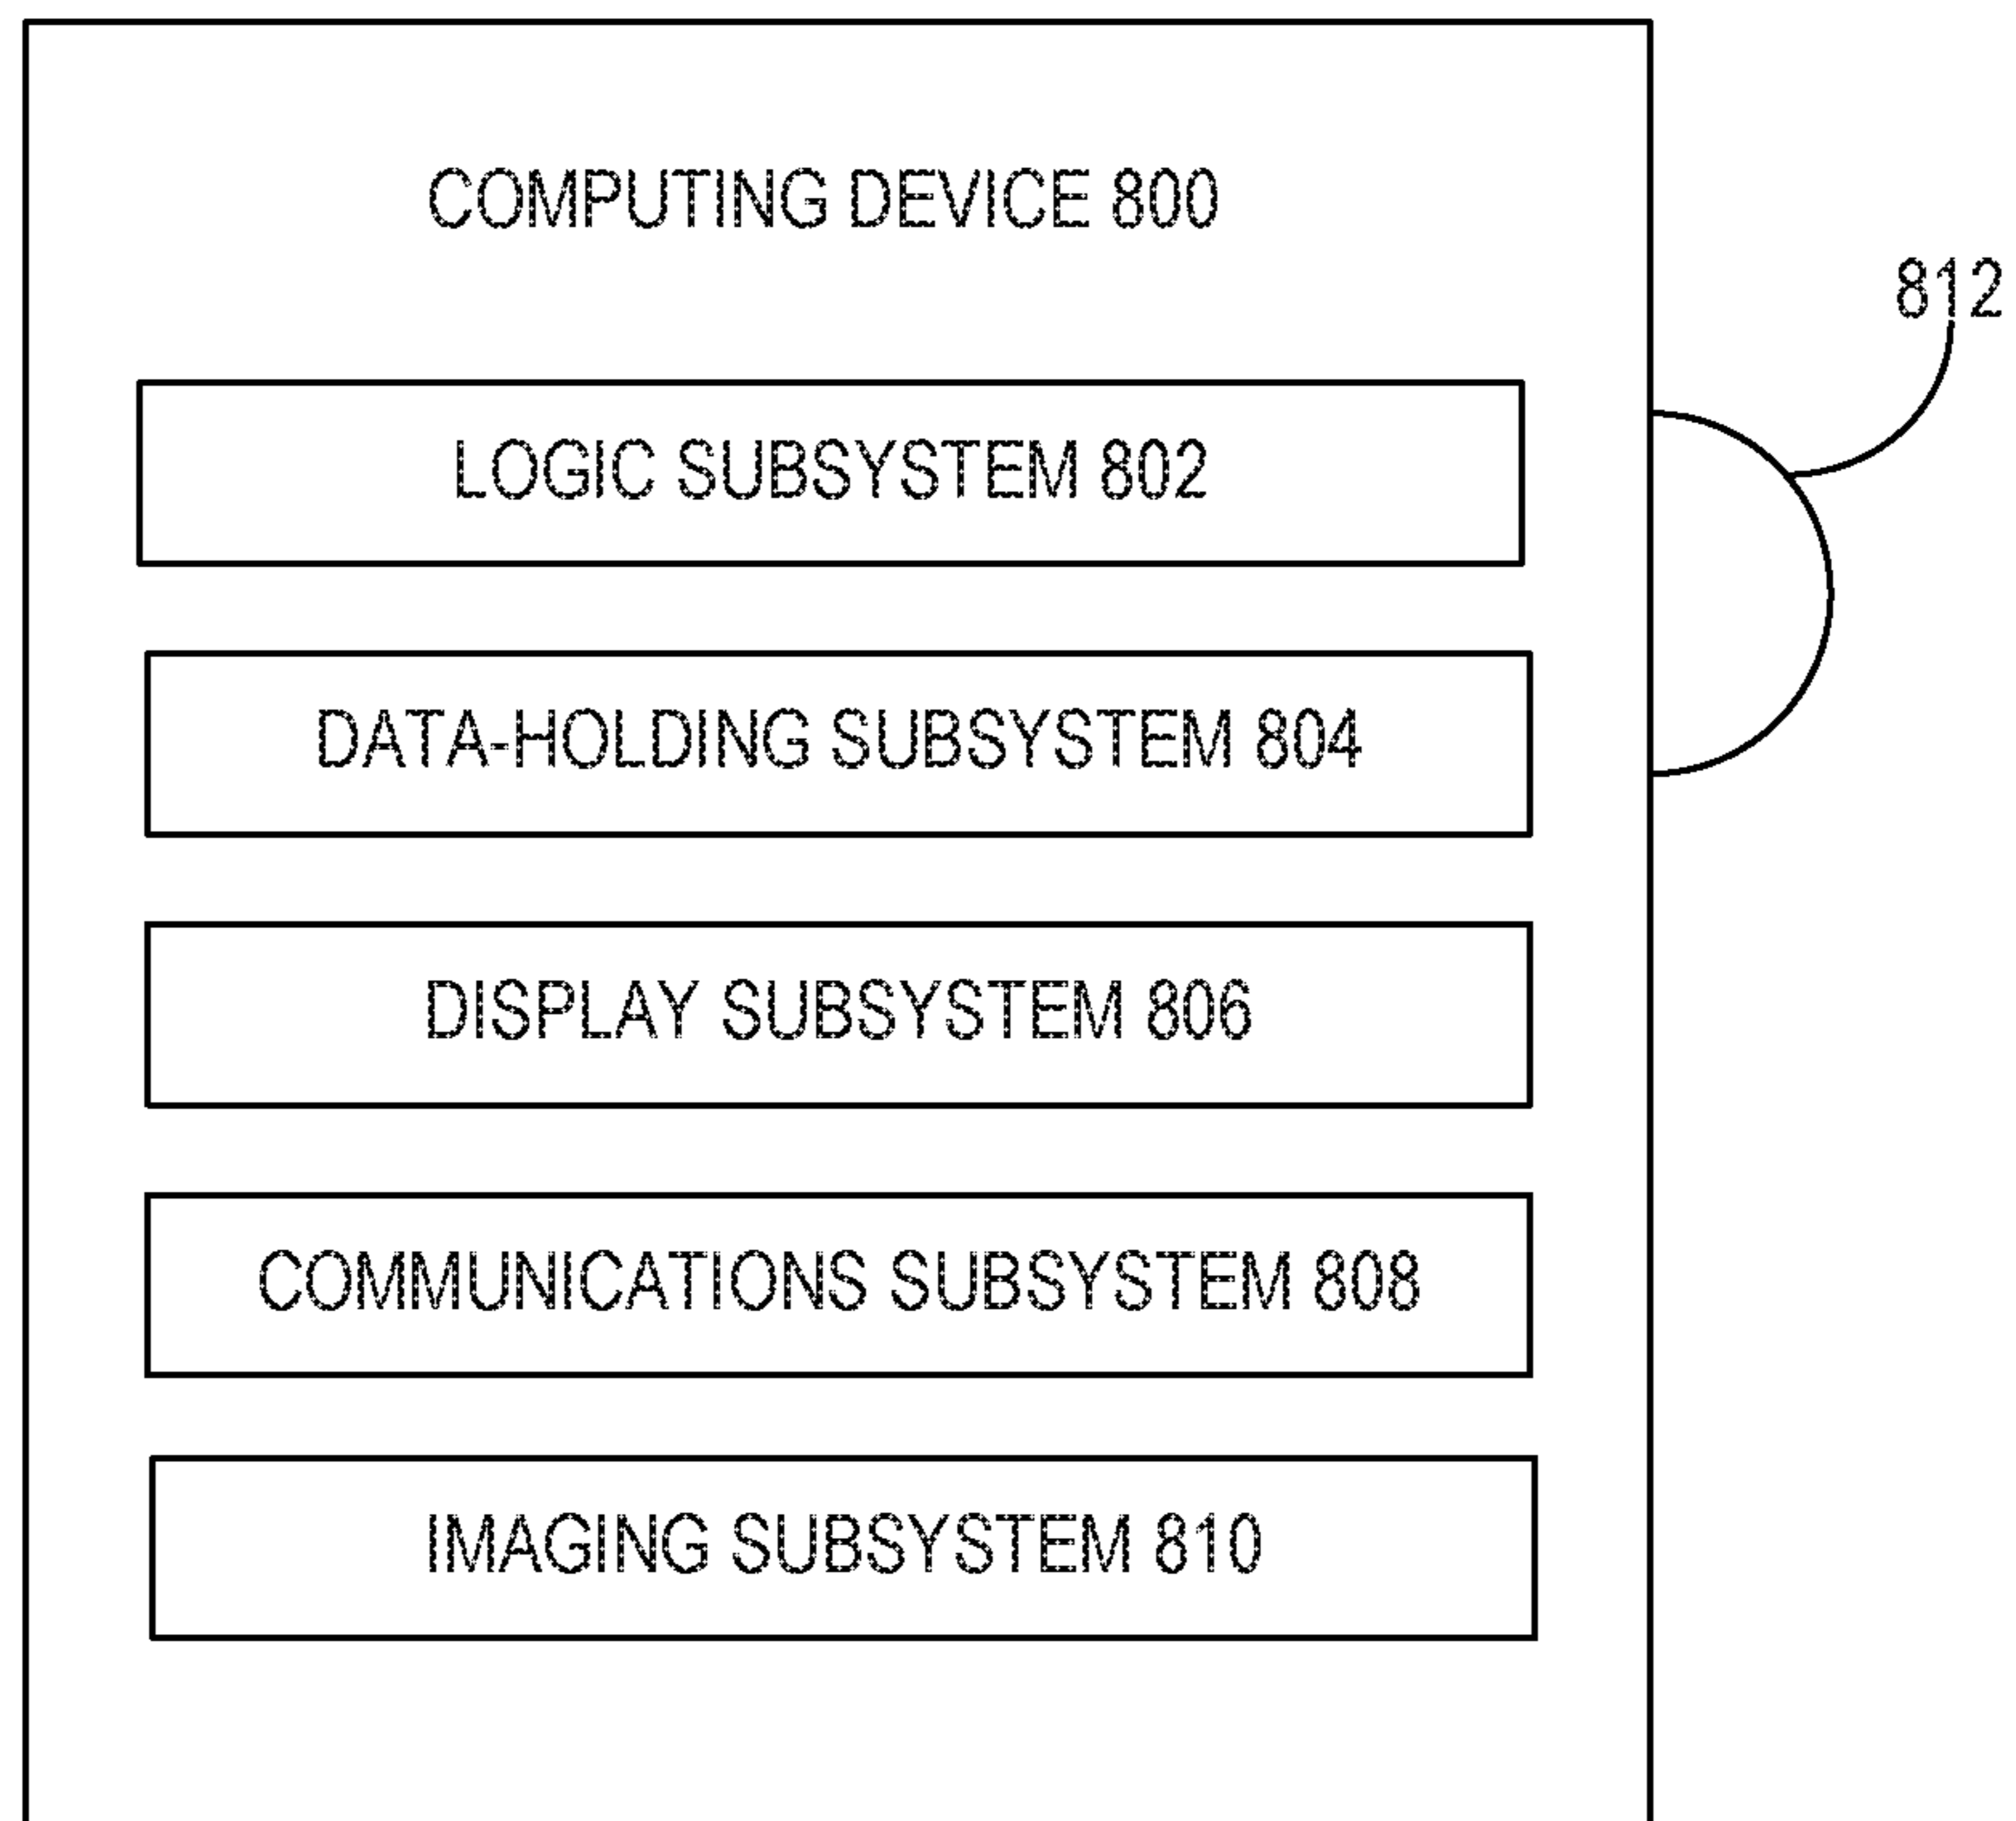 COMPUTING DEVICE 800
812
LOGIC SUBSYSTEM 802
DATA-HOLDING SUBSYSTEM 804
DISPLAY SUBSYSTEM 806
COMMUNICATIONS SUBSYSTEM 808
IMAGING SUBSYSTEM 810